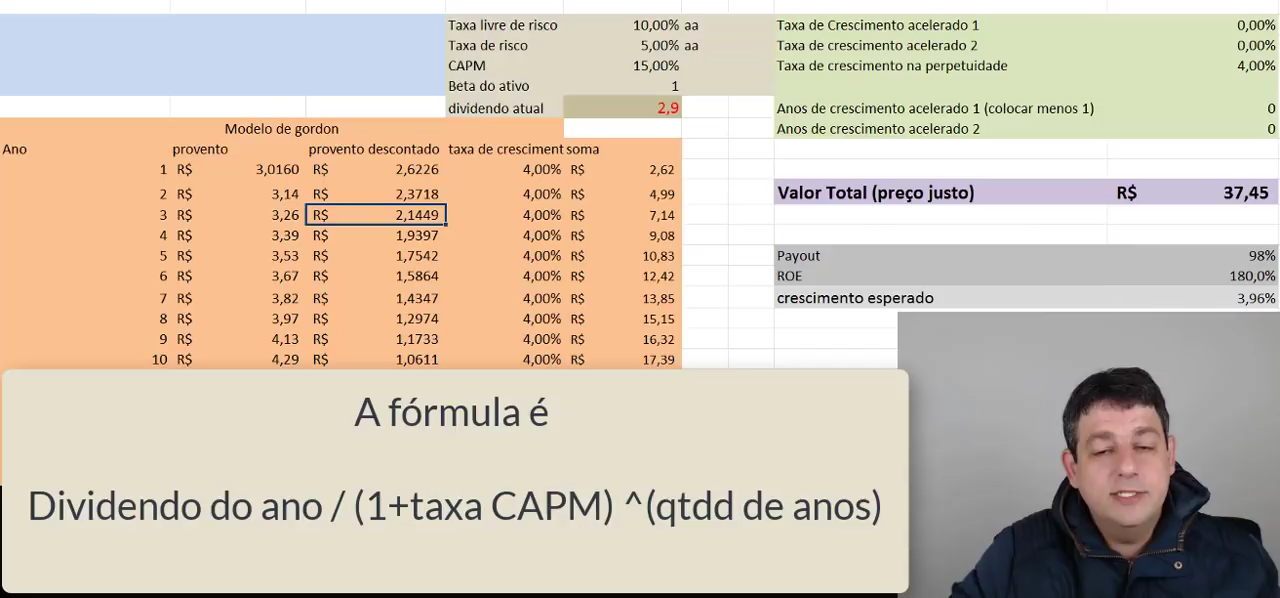 Taxa livre de risco 10,00% aa
Taxa de risco 5,00% aa
CAPM 15,00%
Beta do ativo 1
dividendo atual 2,9
Taxa de Crescimento acelerado 1 0,00%
Taxa de crescimento acelerado 2 0,00%
Taxa de crescimento na perpetuidade 4,00%
Anos de crescimento acelerado 1 (colocar menos 1) 0
Anos de crescimento acelerado 2 0
Modelo de gordon
Ano provento provento descontado taxa de cresciment soma
1 R$ 3,0160 R$ 2,6226 4,00% R$ 2,62
2 R$ 3,14 R$ 2,3718 4,00% R$ 4,99
3 R$ 3,26 R$ 2,1449 4,00% R$ 7,14
4 R$ 3,39 R$ 1,9397 4,00% R$ 9,08
5 R$ 3,53 R$ 1,7542 4,00% R$ 10,83
6 R$ 3,67 R$ 1,5864 4,00% R$ 12,42
7 R$ 3,82 R$ 1,4347 4,00% R$ 13,85
8 R$ 3,97 R$ 1,2974 4,00% R$ 15,15
9 R$ 4,13 R$ 1,1733 4,00% R$ 16,32
10 R$ 4,29 R$ 1,0611 4,00% R$ 17,39
Valor Total (preço justo) R$ 37,45
Payout 98%
ROE 180,0%
crescimento esperado 3,96%
A fórmula é
Dividendo do ano / (1+taxa CAPM) ^(qtdd de anos)